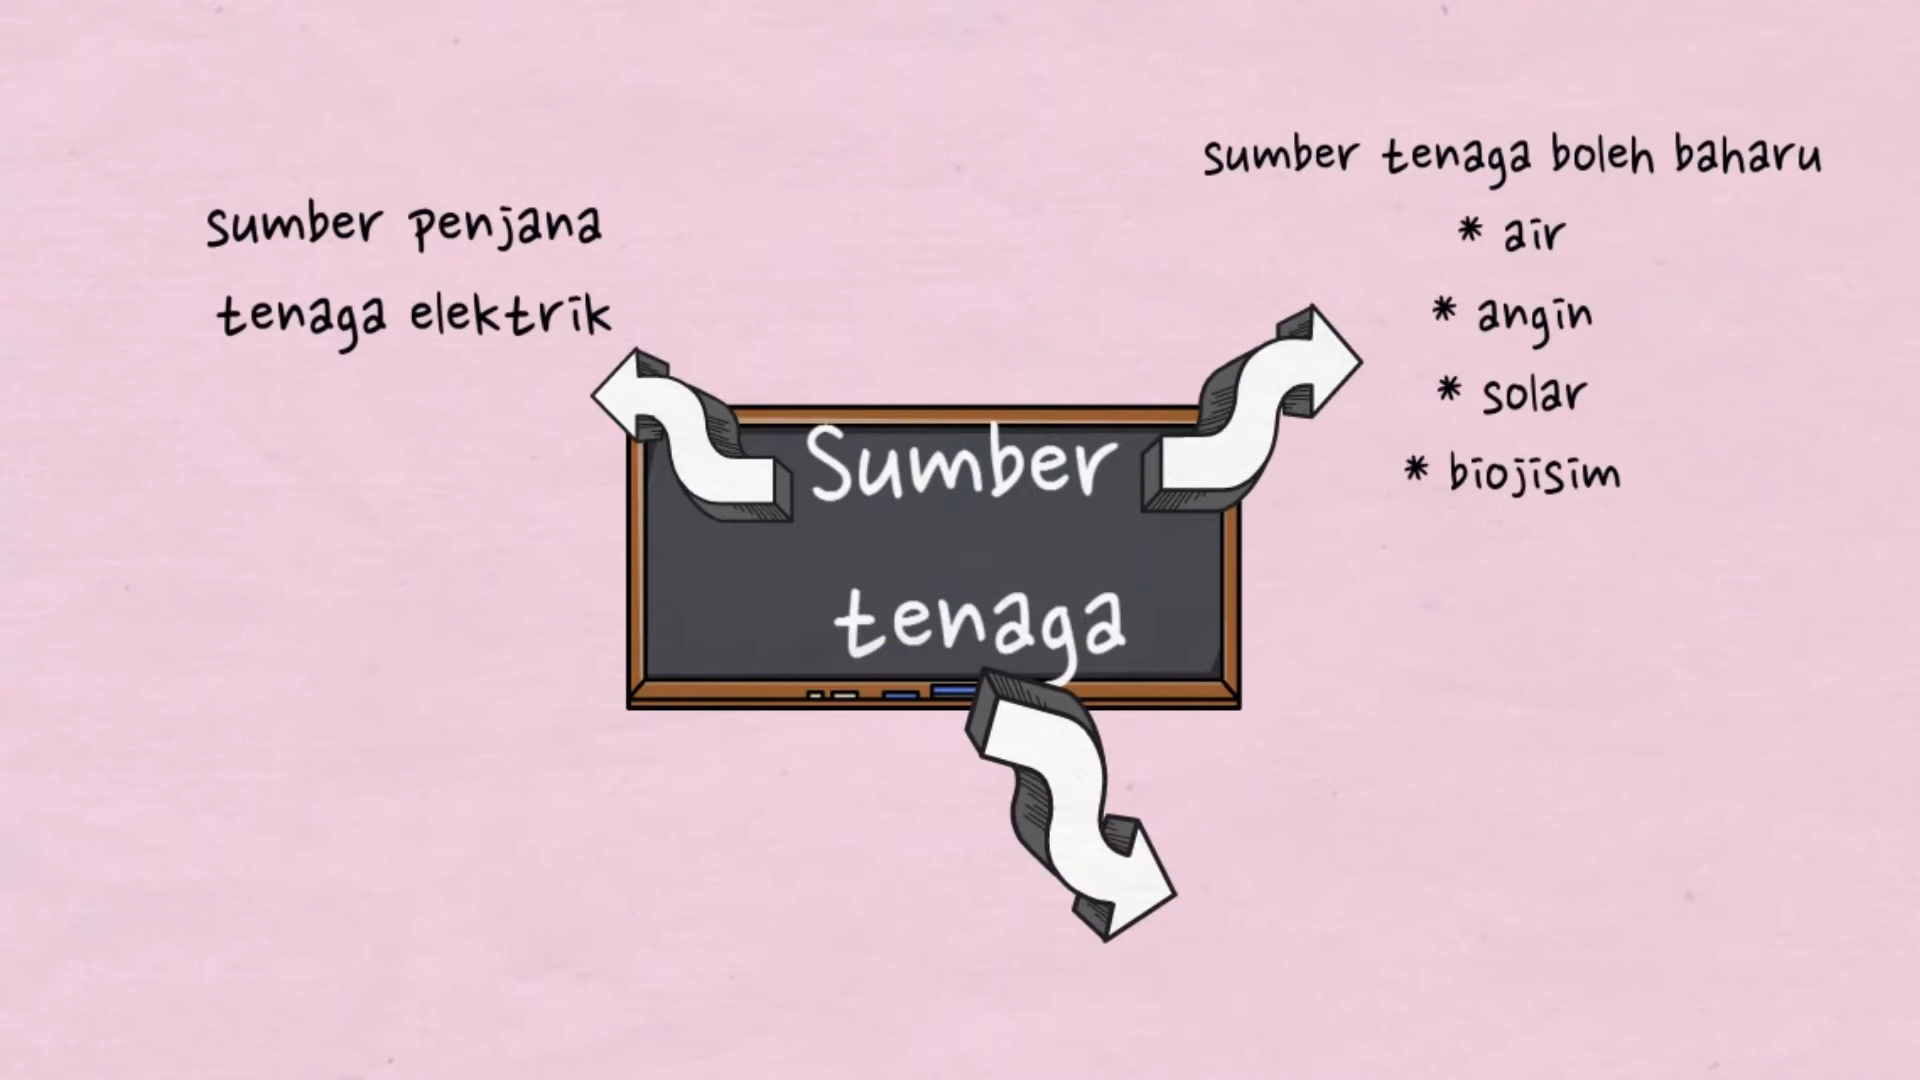 sumber penjana
tenaga elektrik
Sumber
tenaga
sumber tenaga boleh baharu
* air
* angin
* solar
* biojisim